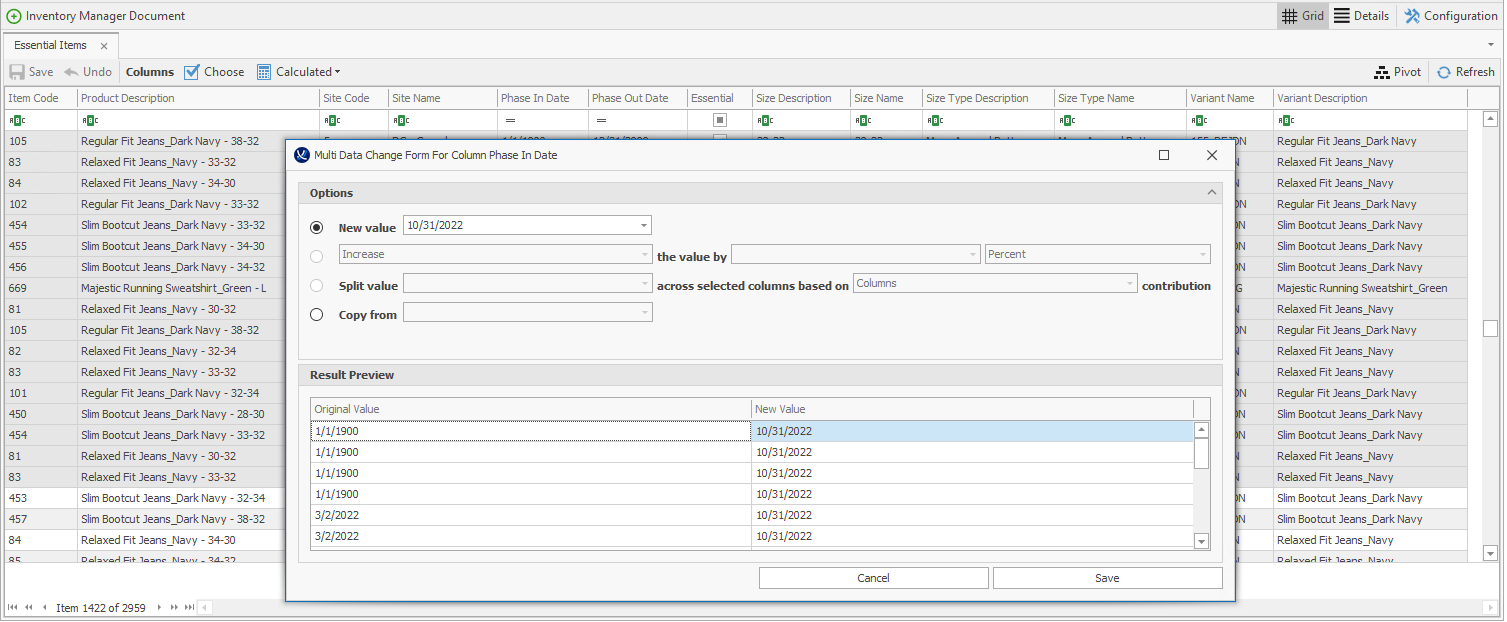 Inventory Manager Document
Grid Details Configuration
Essential Items
Save Undo Columns Choose Calculated Pivot Refresh
Item Code Product Description Site Code Site Name Phase In Date Phase Out Date Essential Size Description Size Name Size Type Description Size Type Name Variant Name Variant Description
105 Regular Fit Jeans_Dark Navy - 38-32 Regular Fit Jeans_Dark Navy
83 Relaxed Fit Jeans_Navy - 33-32 Relaxed Fit Jeans_Navy
84 Relaxed Fit Jeans_Navy - 34-30 Relaxed Fit Jeans_Navy
102 Regular Fit Jeans_Dark Navy - 33-32 Regular Fit Jeans_Dark Navy
454 Slim Bootcut Jeans_Dark Navy - 33-32 Slim Bootcut Jeans_Dark Navy
455 Slim Bootcut Jeans_Dark Navy - 34-30 Slim Bootcut Jeans_Dark Navy
456 Slim Bootcut Jeans_Dark Navy - 34-32 Slim Bootcut Jeans_Dark Navy
669 Majestic Running Sweatshirt_Green - L Majestic Running Sweatshirt_Green
81 Relaxed Fit Jeans_Navy - 30-32 Relaxed Fit Jeans_Navy
105 Regular Fit Jeans_Dark Navy - 38-32 Regular Fit Jeans_Dark Navy
82 Relaxed Fit Jeans_Navy - 32-34 Relaxed Fit Jeans_Navy
83 Relaxed Fit Jeans_Navy - 33-32 Relaxed Fit Jeans_Navy
101 Regular Fit Jeans_Dark Navy - 32-34 Regular Fit Jeans_Dark Navy
450 Slim Bootcut Jeans_Dark Navy - 28-30 Slim Bootcut Jeans_Dark Navy
454 Slim Bootcut Jeans_Dark Navy - 33-32 Slim Bootcut Jeans_Dark Navy
81 Relaxed Fit Jeans_Navy - 30-32 Relaxed Fit Jeans_Navy
83 Relaxed Fit Jeans_Navy - 33-32 Relaxed Fit Jeans_Navy
453 Slim Bootcut Jeans_Dark Navy - 32-34 Slim Bootcut Jeans_Dark Navy
457 Slim Bootcut Jeans_Dark Navy - 38-32 Slim Bootcut Jeans_Dark Navy
84 Relaxed Fit Jeans_Navy - 34-30 Relaxed Fit Jeans_Navy
85 Relaxed Fit Jeans_Navy - 34-32 Relaxed Fit Jeans_Navy
Item 1422 of 2959
Multi Data Change Form For Column Phase In Date
Options
New value 10/31/2022
Increase the value by Percent
Split value across selected columns based on Columns contribution
Copy from
Result Preview
Original Value New Value
1/1/1900 10/31/2022
1/1/1900 10/31/2022
1/1/1900 10/31/2022
1/1/1900 10/31/2022
3/2/2022 10/31/2022
3/2/2022 10/31/2022
Cancel Save